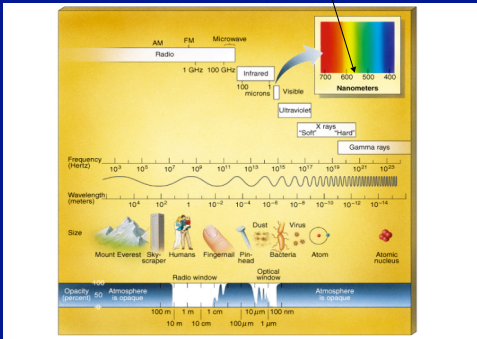 AM FM Microwave
Radio
1 GHz 100 GHz
Infrared
100 1
microns
Visible
Ultraviolet
X rays
"Soft" "Hard"
Gamma rays
700 600 500 400
Nanometers
Frequency
(Hertz)
10³ 10⁵ 10⁷ 10⁹ 10¹¹ 10¹³ 10¹⁵ 10¹⁷ 10¹⁹ 10²¹ 10²³
Wavelength
(meters)
10⁴ 10² 1 10⁻² 10⁻⁴ 10⁻⁶ 10⁻⁸ 10⁻¹⁰ 10⁻¹² 10⁻¹⁴
Size
Dust Virus
Mount Everest Sky-
scraper Humans Fingernail Pin-
head Bacteria Atom Atomic
nucleus
Radio window Optical
window
Opacity
(percent)
100
50
Atmosphere
is opaque
Atmosphere
is opaque
100 m 1 m 1 cm 10 μm 100 nm
10 m 10 cm 100 μm 1 μm